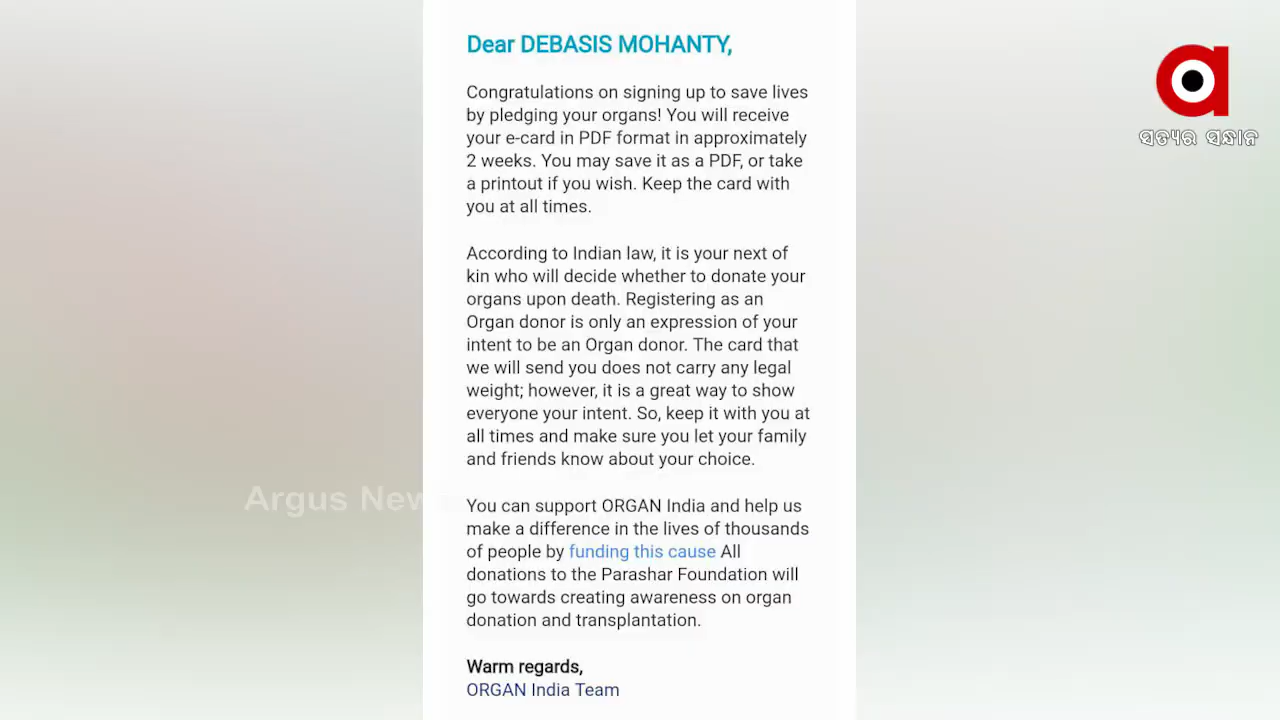 Dear DEBASIS MOHANTY,
Congratulations on signing up to save lives
by pledging your organs! You will receive
your e-card in PDF format in approximately
2 weeks. You may save it as a PDF, or take
a printout if you wish. Keep the card with
you at all times.
According to Indian law, it is your next of
kin who will decide whether to donate your
organs upon death. Registering as an
Organ donor is only an expression of your
intent to be an Organ donor. The card that
we will send you does not carry any legal
weight; however, it is a great way to show
everyone your intent. So, keep it with you at
all times and make sure you let your family
and friends know about your choice.
You can support ORGAN India and help us
make a difference in the lives of thousands
of people by funding this cause All
donations to the Parashar Foundation will
go towards creating awareness on organ
donation and transplantation.
Warm regards,
ORGAN India Team
ସତ୍ୟର ସନ୍ଧାନ
Argus News